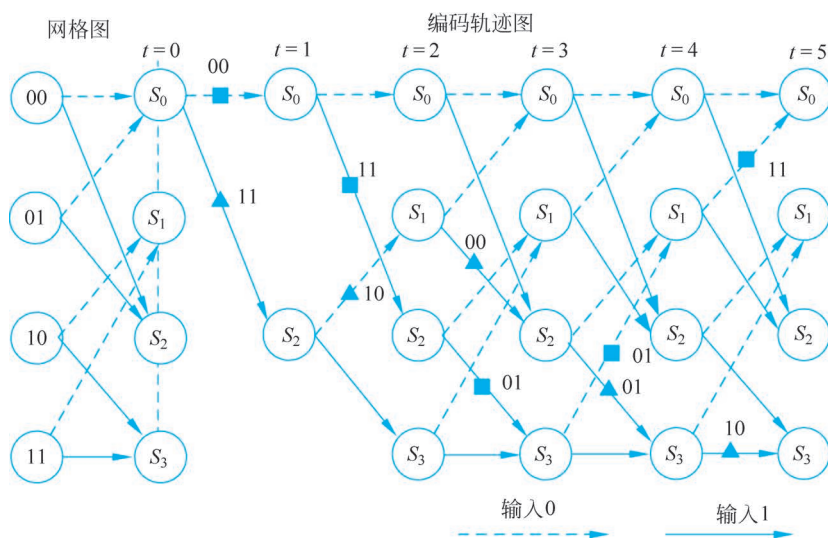 网格图 编码轨迹图
t=0 t=1 t=2 t=3 t=4 t=5
00
00 S₀ S₀ S₀ S₀ S₀ S₀
11 11 11
01 S₁ S₁ S₁ S₁ S₁
00
10
10 S₂ S₂ S₂ S₂ S₂ S₂
01 01
01
10
11 S₃ S₃ S₃ S₃ S₃
输入0 输入1